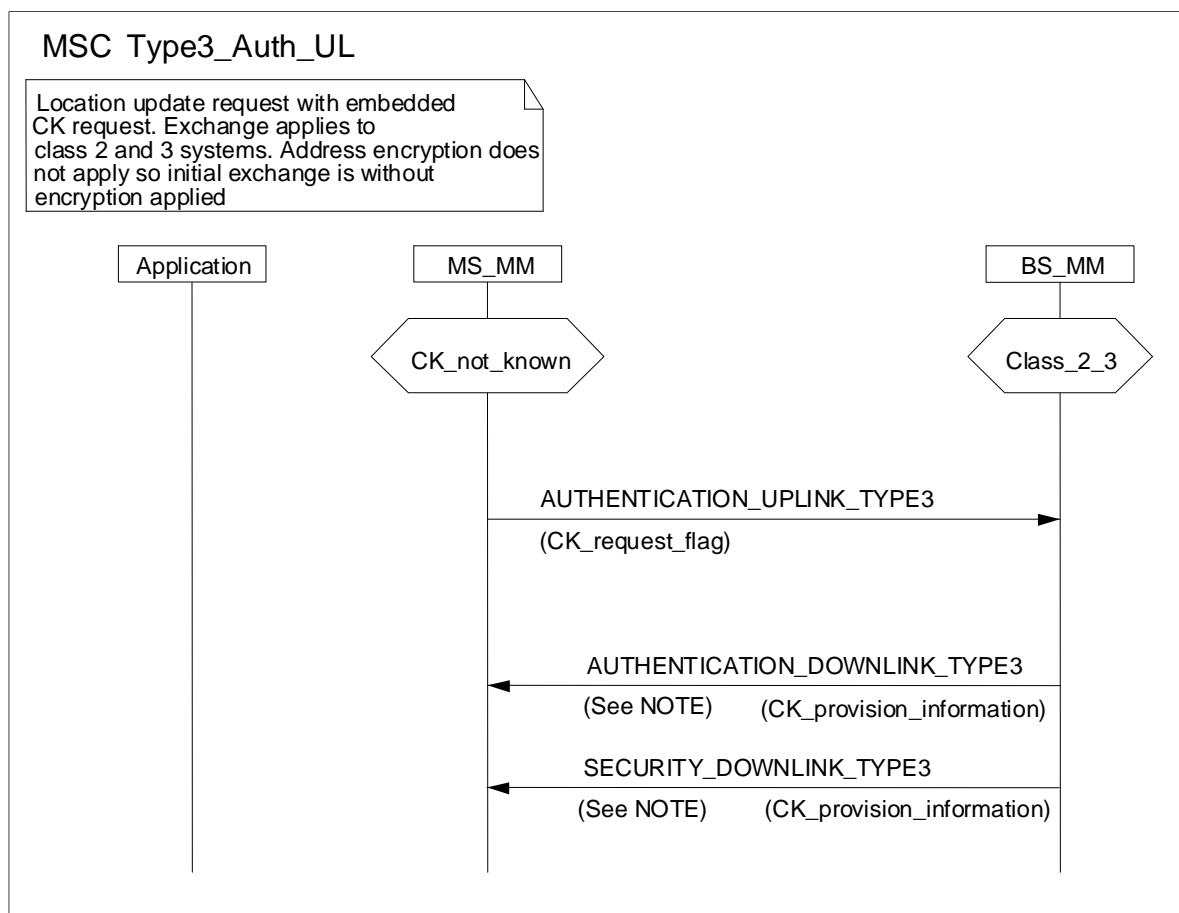 MSC Type3_Auth_UL
Location update request with embedded
CK request. Exchange applies to
class 2 and 3 systems. Address encryption does
not apply so initial exchange is without
encryption applied
Application
MS_MM
BS_MM
CK_not_known
Class_2_3
AUTHENTICATION_UPLINK_TYPE3
(CK_request_flag)
AUTHENTICATION_DOWNLINK_TYPE3
(See NOTE) (CK_provision_information)
SECURITY_DOWNLINK_TYPE3
(See NOTE) (CK_provision_information)